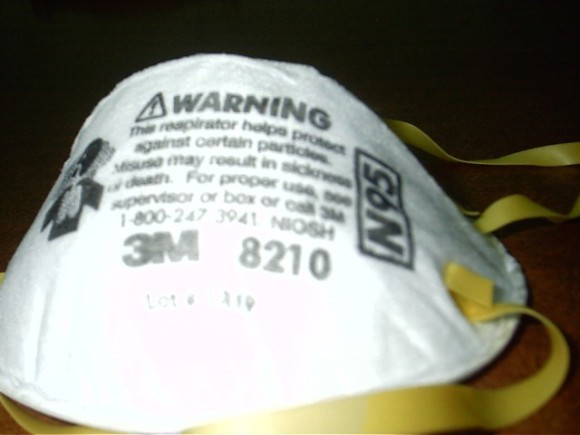 WARNING
This respirator helps protect
against certain particles.
Misuse may result in sickness
or death. For proper use, see
supervisor or box or call 3M
1-800-247 3941 NIOSH
N95
3M 8210
Lot #